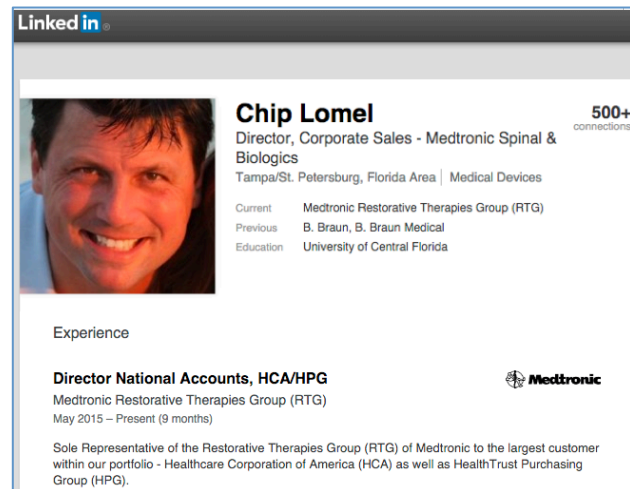 Linked in ®
Chip Lomel
500+
connections
Director, Corporate Sales - Medtronic Spinal &
Biologics
Tampa/St. Petersburg, Florida Area | Medical Devices
Current Medtronic Restorative Therapies Group (RTG)
Previous B. Braun, B. Braun Medical
Education University of Central Florida
Experience
Director National Accounts, HCA/HPG
Medtronic
Medtronic Restorative Therapies Group (RTG)
May 2015 – Present (9 months)
Sole Representative of the Restorative Therapies Group (RTG) of Medtronic to the largest customer
within our portfolio - Healthcare Corporation of America (HCA) as well as HealthTrust Purchasing
Group (HPG).